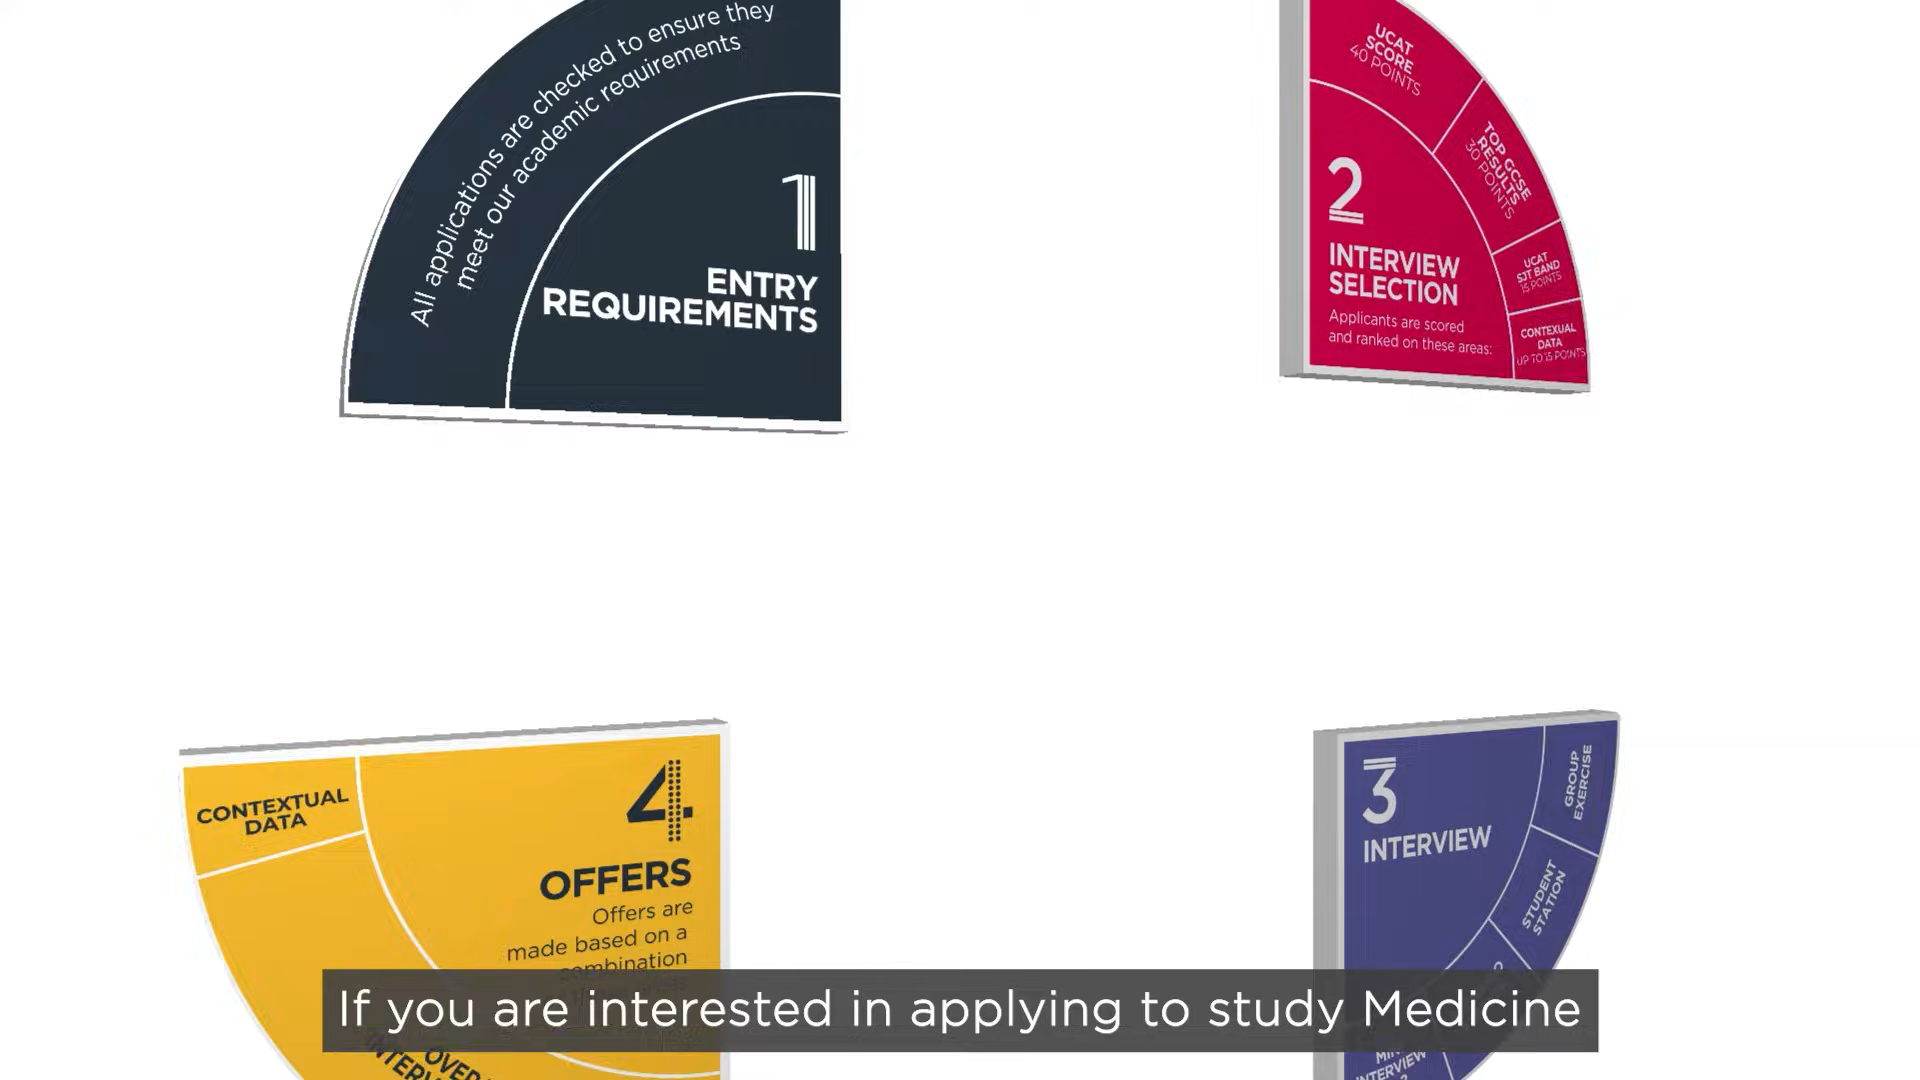 All applications are checked to ensure they
meet our academic requirements
1
ENTRY
REQUIREMENTS
UCAT
SCORE
40 POINTS
TOP GCSE
RESULTS
30 POINTS
UCAT
SJT BAND
15 POINTS
CONTEXUAL
DATA
UP TO 15 POINTS
2
INTERVIEW
SELECTION
Applicants are scored
and ranked on these areas:
CONTEXTUAL
DATA
4
OFFERS
Offers are
made based on a
combination
3
INTERVIEW
GROUP
EXERCISE
STUDENT
STATION
INTERVIEW
If you are interested in applying to study Medicine